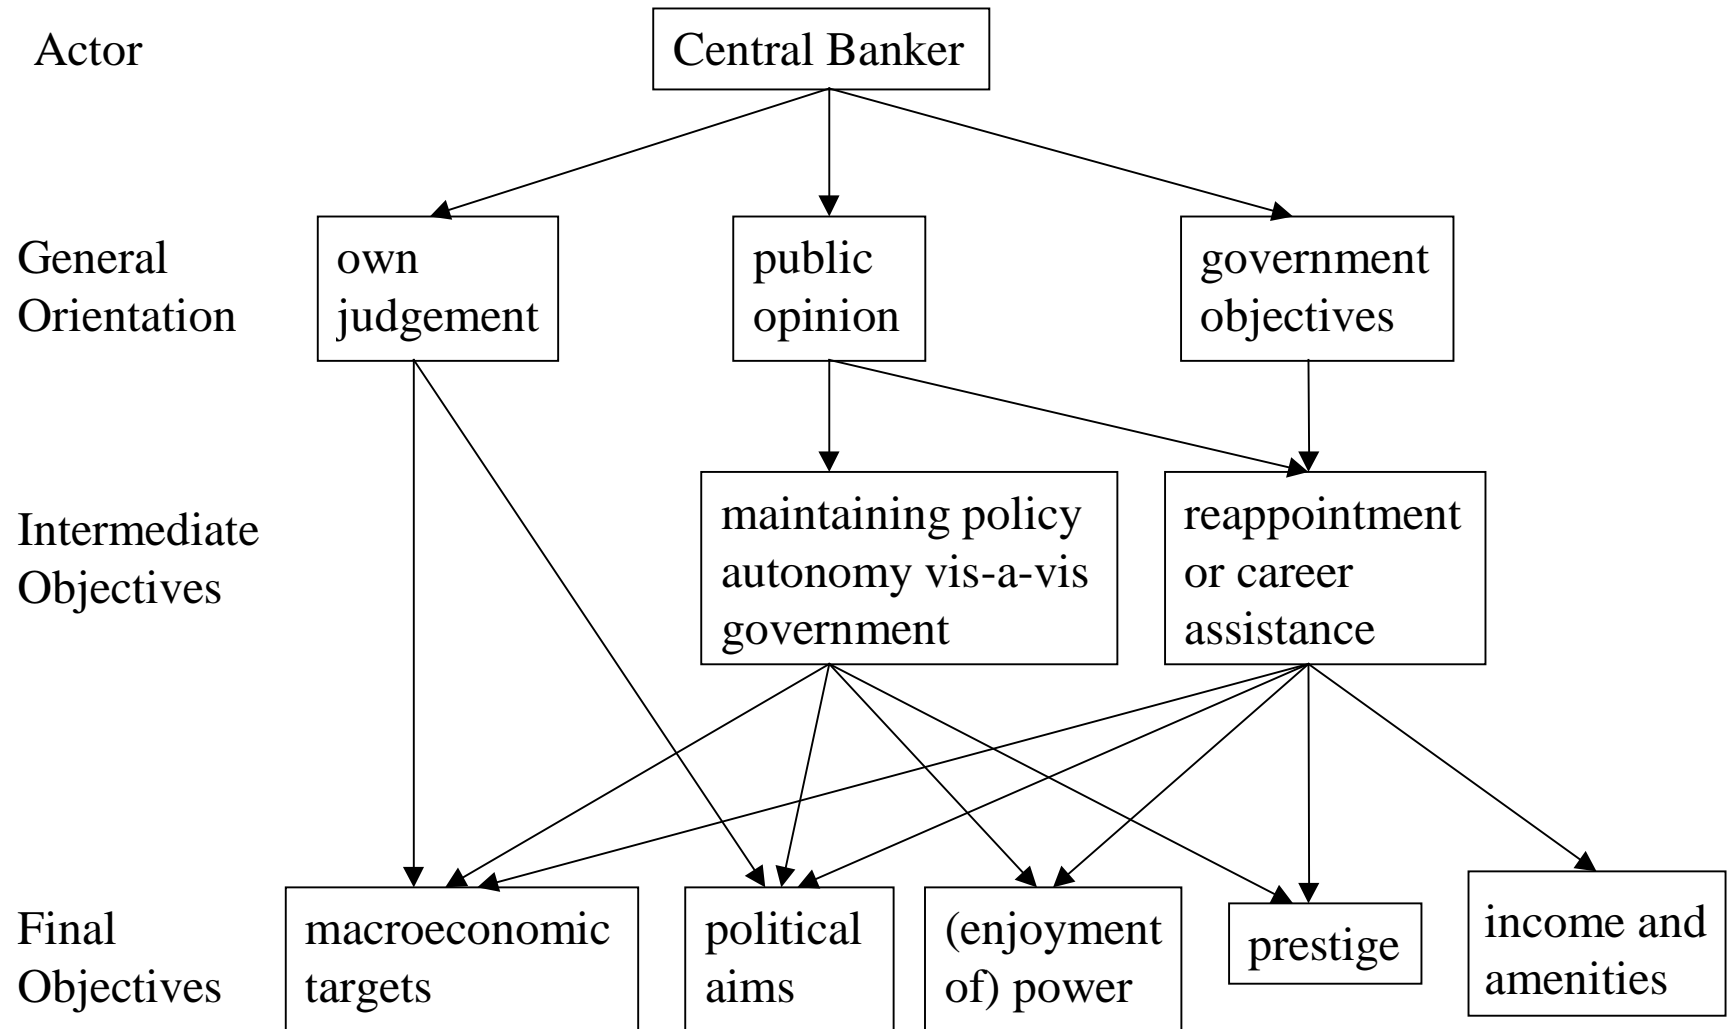 Actor
Central Banker
General
Orientation
own
judgement
public
opinion
government
objectives
Intermediate
Objectives
maintaining policy
autonomy vis-a-vis
government
reappointment
or career
assistance
Final
Objectives
macroeconomic
targets
political
aims
(enjoyment
of) power
prestige
income and
amenities